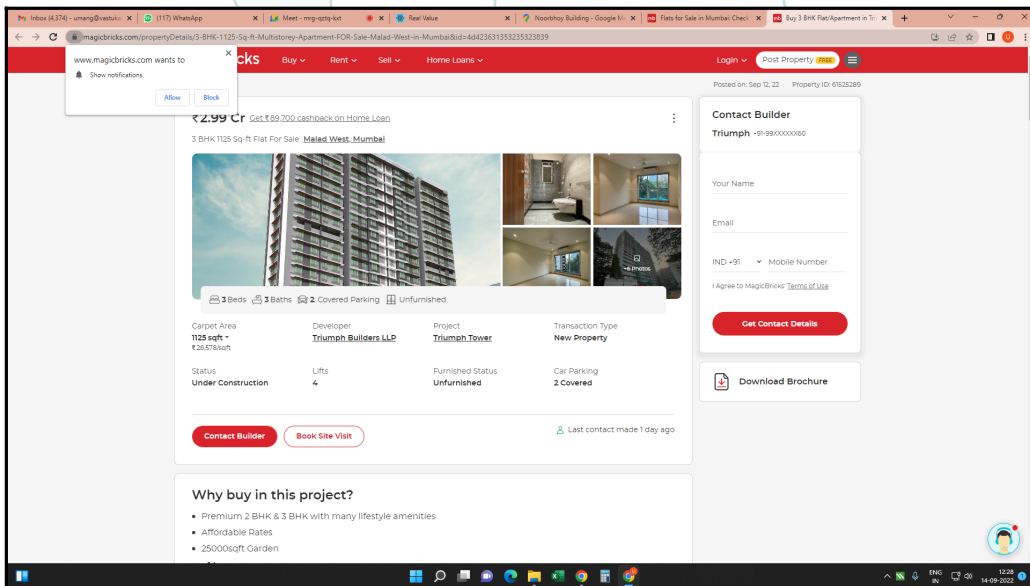 Inbox (4,374) - umang@vastuke
(117) WhatsApp
Meet - mrg-qztq-kxt
Real Value
Noorbhoy Building - Google Ma
Flats for Sale in Mumbai: Check
Buy 3 BHK Flat/Apartment in Tri
magicbricks.com/propertyDetails/3-BHK-1125-Sq-ft-Multistorey-Apartment-FOR-Sale-Malad-West-in-Mumbai&id=4d423631353235323839
www.magicbricks.com wants to
Show notifications
Allow Block
cks Buy Rent Sell Home Loans Login Post Property FREE
Posted on: Sep 12, 22 Property ID: 61525289
₹2.99 Cr Get ₹89,700 cashback on Home Loan
3 BHK 1125 Sq-ft Flat For Sale Malad West, Mumbai
+6 Photos
3 Beds 3 Baths 2 Covered Parking Unfurnished
Carpet Area Developer Project Transaction Type
1125 sqft Triumph Builders LLP Triumph Tower New Property
₹26,578/sqft
Status Lifts Furnished Status Car Parking
Under Construction 4 Unfurnished 2 Covered
Contact Builder Book Site Visit Last contact made 1 day ago
Contact Builder
Triumph +91-99XXXXXX60
Your Name
Email
IND +91 Mobile Number
I Agree to MagicBricks' Terms of Use
Get Contact Details
Download Brochure
Why buy in this project?
• Premium 2 BHK & 3 BHK with many lifestyle amenities
• Affordable Rates
• 25000sqft Garden
ENG
IN
12:28
14-09-2022